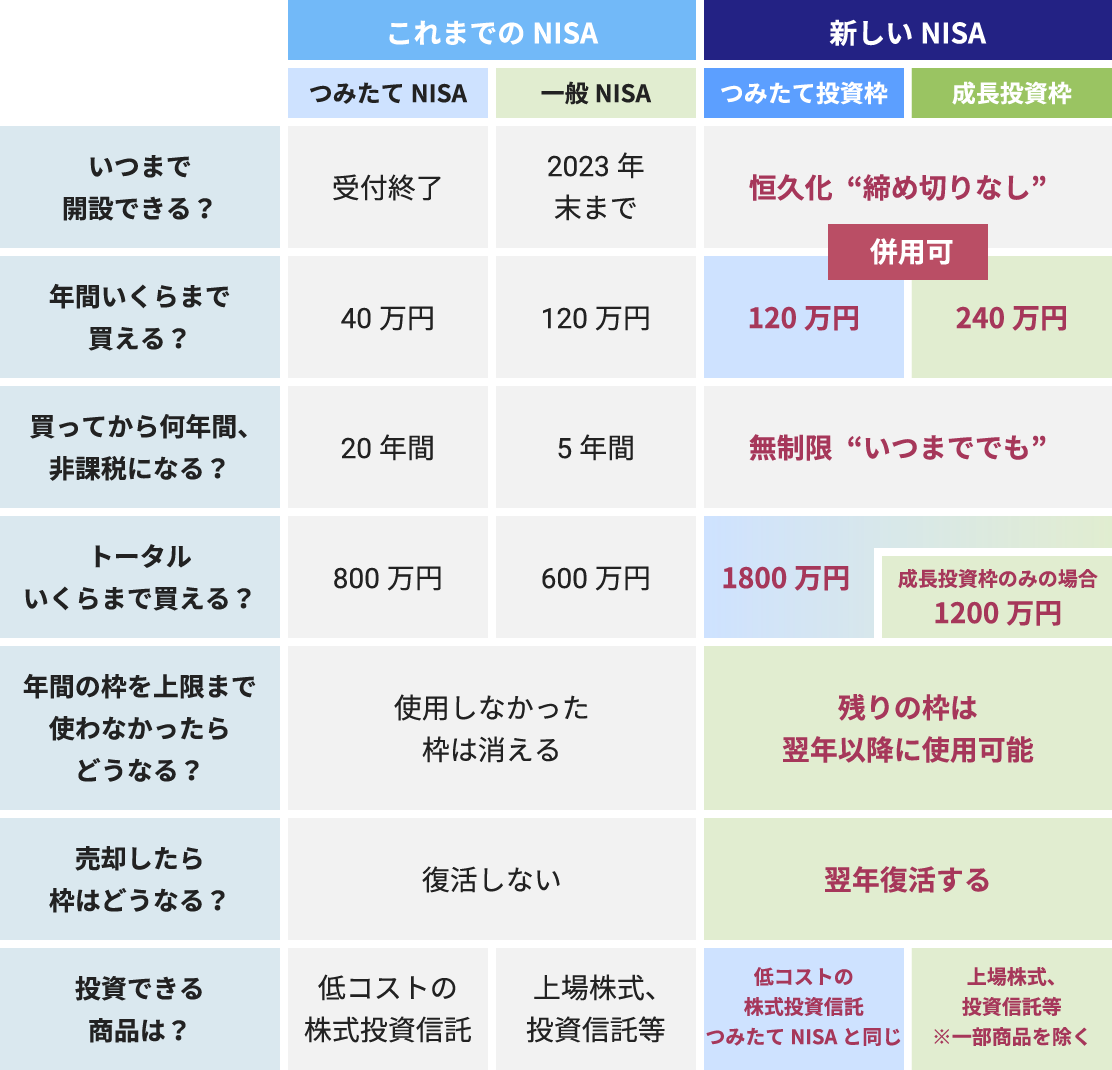 これまでの NISA
新しい NISA
つみたて NISA
一般 NISA
つみたて投資枠
成長投資枠
いつまで
開設できる？
受付終了
2023 年
末まで
恒久化 “締め切りなし”
併用可
年間いくらまで
買える？
40 万円
120 万円
120 万円
240 万円
買ってから何年間、
非課税になる？
20 年間
5 年間
無制限 “いつまででも”
トータル
いくらまで買える？
800 万円
600 万円
1800 万円
成長投資枠のみの場合
1200 万円
年間の枠を上限まで
使わなかったら
どうなる？
使用しなかった
枠は消える
残りの枠は
翌年以降に使用可能
売却したら
枠はどうなる？
復活しない
翌年復活する
投資できる
商品は？
低コストの
株式投資信託
上場株式、
投資信託等
低コストの
株式投資信託
つみたて NISA と同じ
上場株式、
投資信託等
※一部商品を除く